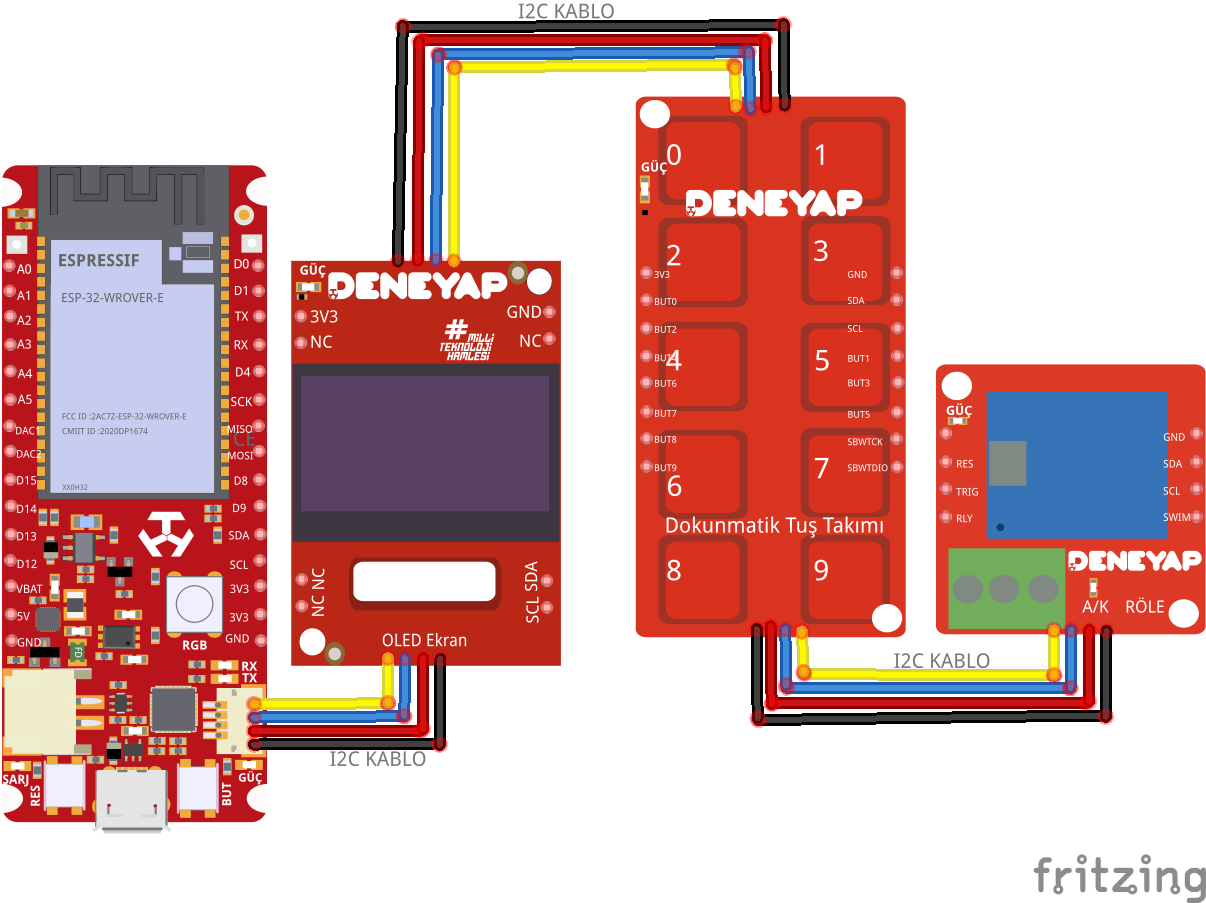 I2C KABLO
ESPRESSIF
ESP-32-WROVER-E
FCC ID :2AC7Z-ESP-32-WROVER-E
CMIIT ID :2020DP1674
CE
XX0H32
A0
A1
A2
A3
A4
A5
DAC1
DAC2
D15
D14
D13
D12
VBAT
5V
GND
D0
D1
TX
RX
D4
SCK
MISO
MOSI
D8
D9
SDA
SCL
3V3
3V3
GND
RGB
FD
RX
TX
ŞARJ
RES
BUT
GÜÇ
GÜÇ
DENEYAP
3V3
NC
GND
NC
#MİLLİ
TEKNOLOJİ
HAMLESİ
NC NC
SCL SDA
OLED Ekran
I2C KABLO
0
1
GÜÇ
DENEYAP
2
3
3V3
BUT0
BUT2
BUT4
BUT6
BUT7
BUT8
BUT9
GND
SDA
SCL
BUT1
BUT3
BUT5
SBWTCK
SBWTDIO
4
5
6
7
Dokunmatik Tuş Takımı
8
9
I2C KABLO
GÜÇ
RES
TRIG
RLY
GND
SDA
SCL
SWIM
DENEYAP
A/K
RÖLE
fritzing